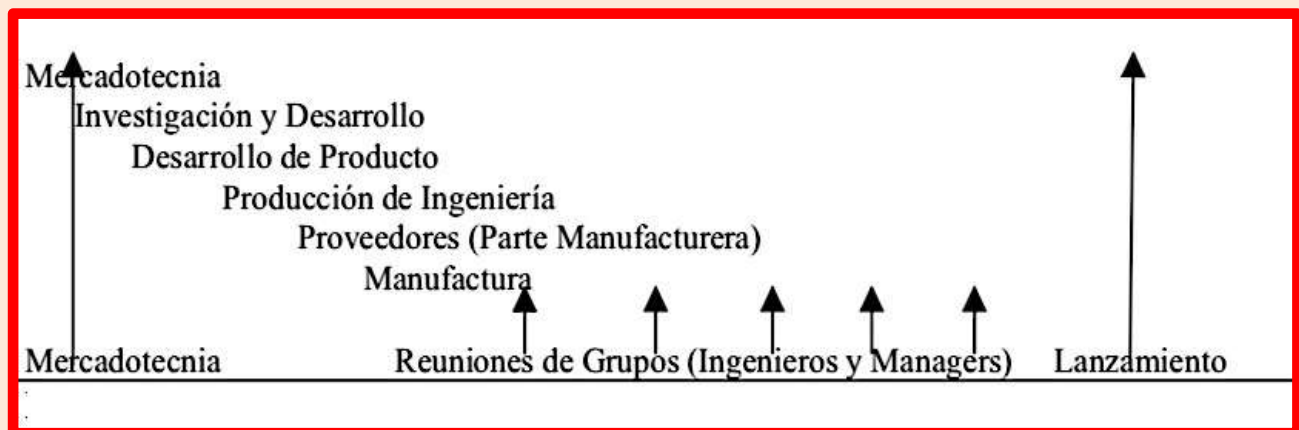 Mercadotecnia
Investigación y Desarrollo
Desarrollo de Producto
Producción de Ingeniería
Proveedores (Parte Manufacturera)
Manufactura
Mercadotecnia Reuniones de Grupos (Ingenieros y Managers) Lanzamiento